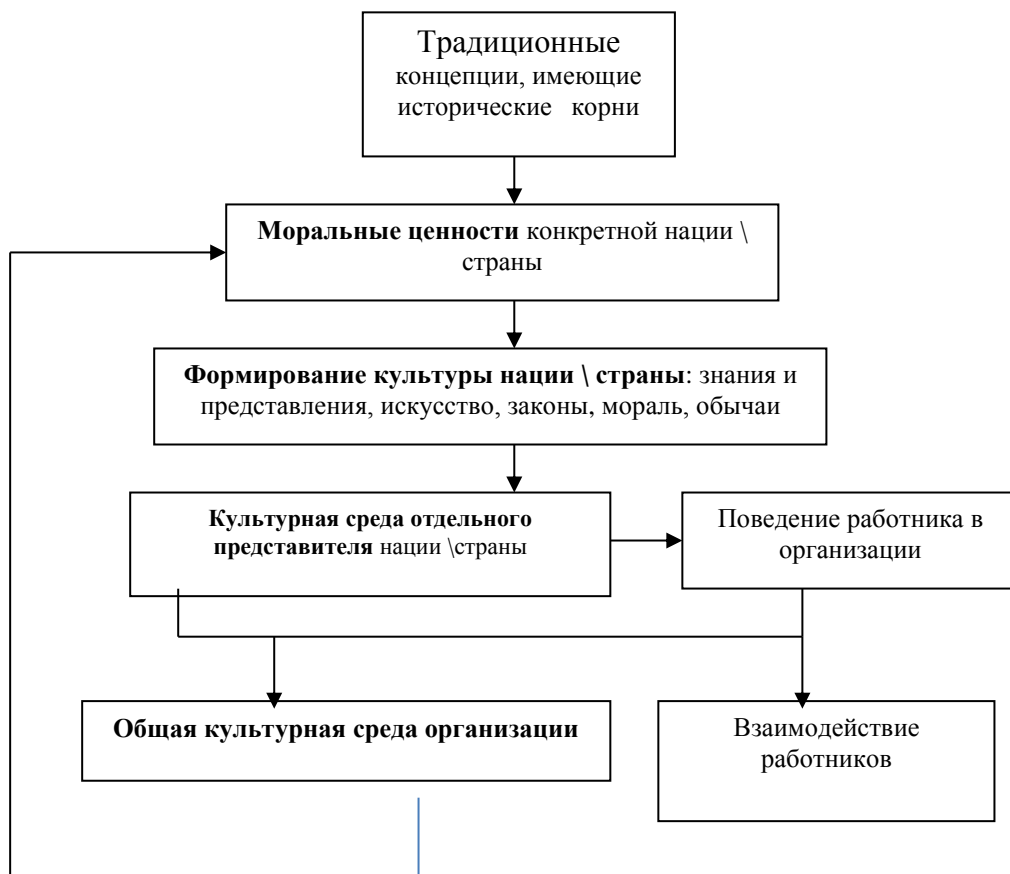 Традиционные
концепции, имеющие
исторические корни
Моральные ценности конкретной нации \
страны
Формирование культуры нации \ страны: знания и
представления, искусство, законы, мораль, обычаи
Культурная среда отдельного
представителя нации \страны
Поведение работника в
организации
Общая культурная среда организации
Взаимодействие
работников